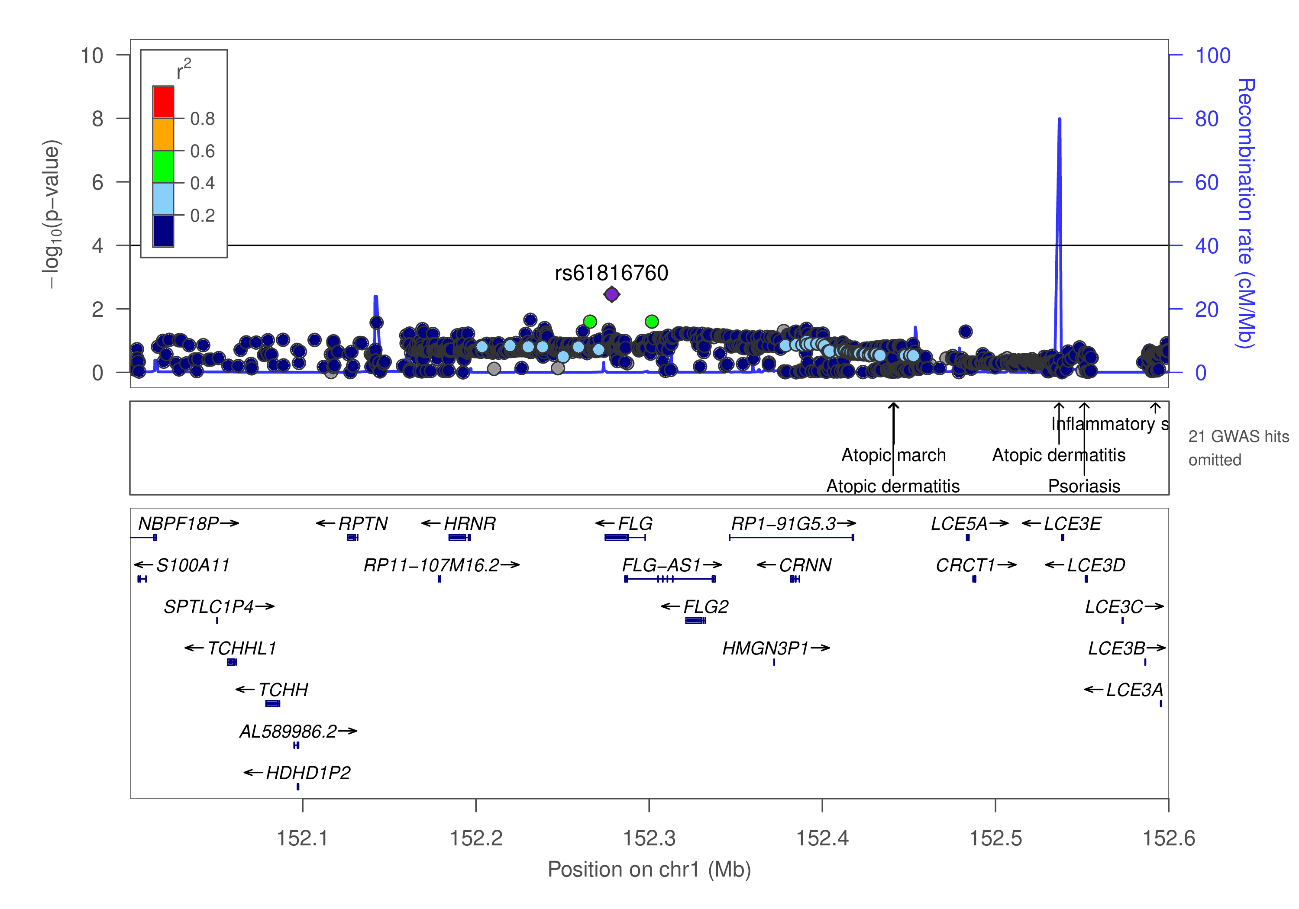 10
8
6
4
2
0
−log10(p−value)
r2
0.8
0.6
0.4
0.2
rs61816760
100
80
60
40
20
0
Recombination rate (cM/Mb)
Inflammatory s
Atopic march
Atopic dermatitis
Atopic dermatitis
Psoriasis
21 GWAS hits
omitted
NBPF18P
RPTN
HRNR
FLG
RP1−91G5.3
LCE5A
LCE3E
S100A11
RP11−107M16.2
FLG−AS1
CRNN
CRCT1
LCE3D
SPTLC1P4
FLG2
LCE3C
TCHHL1
HMGN3P1
LCE3B
TCHH
LCE3A
AL589986.2
HDHD1P2
152.1
152.2
152.3
152.4
152.5
152.6
Position on chr1 (Mb)